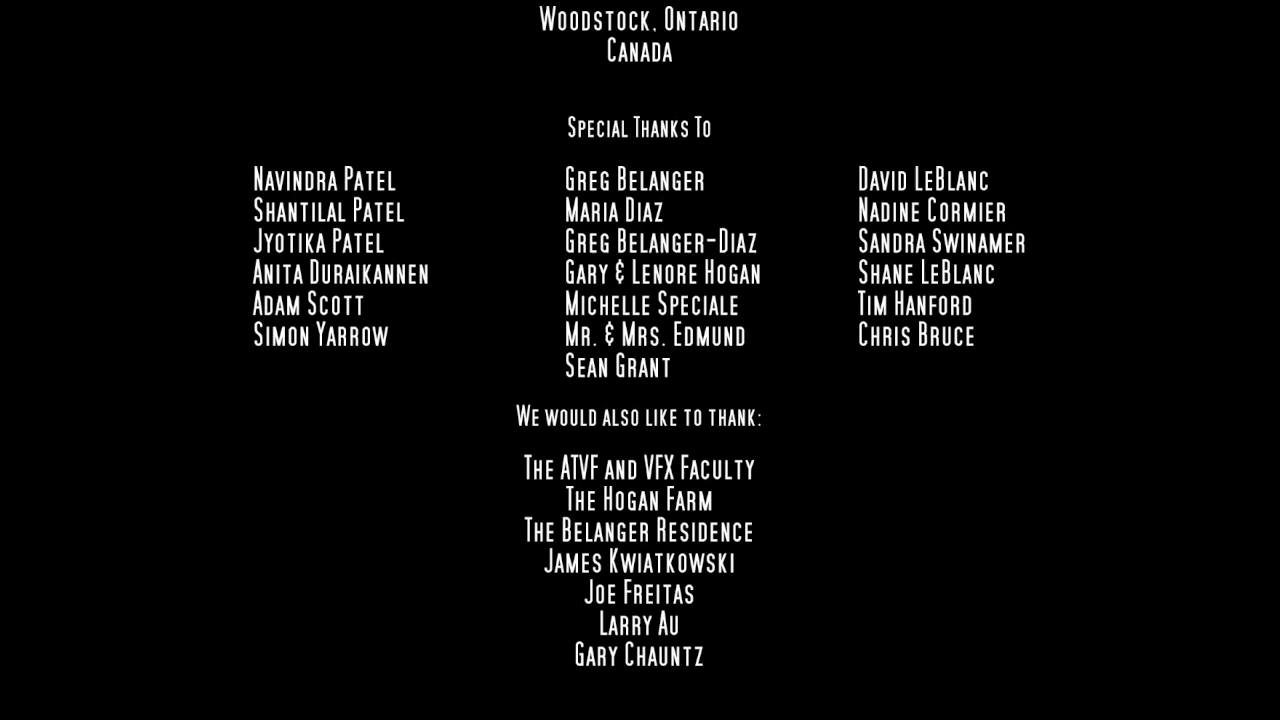 Woodstock, Ontario
Canada
Special Thanks To
Navindra Patel
Shantilal Patel
Jyotika Patel
Anita Duraikannen
Adam Scott
Simon Yarrow
Greg Belanger
Maria Diaz
Greg Belanger-Diaz
Gary & Lenore Hogan
Michelle Speciale
Mr. & Mrs. Edmund
Sean Grant
David LeBlanc
Nadine Cormier
Sandra Swinamer
Shane LeBlanc
Tim Hanford
Chris Bruce
We would also like to thank:
The ATVF and VFX Faculty
The Hogan Farm
The Belanger Residence
James Kwiatkowski
Joe Freitas
Larry Au
Gary Chauntz